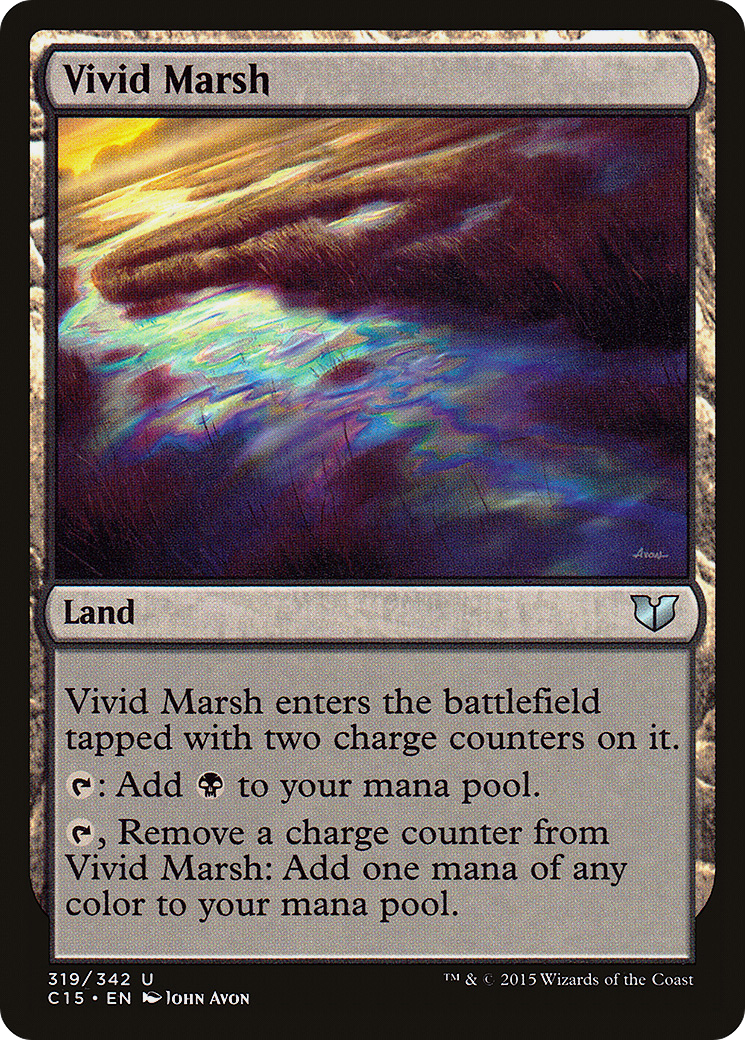 Vivid Marsh
Avon
Land
Vivid Marsh enters the battlefield
tapped with two charge counters on it.
: Add to your mana pool.
, Remove a charge counter from
Vivid Marsh: Add one mana of any
color to your mana pool.
319/342 U
™ & © 2015 Wizards of the Coast
C15 • EN John Avon